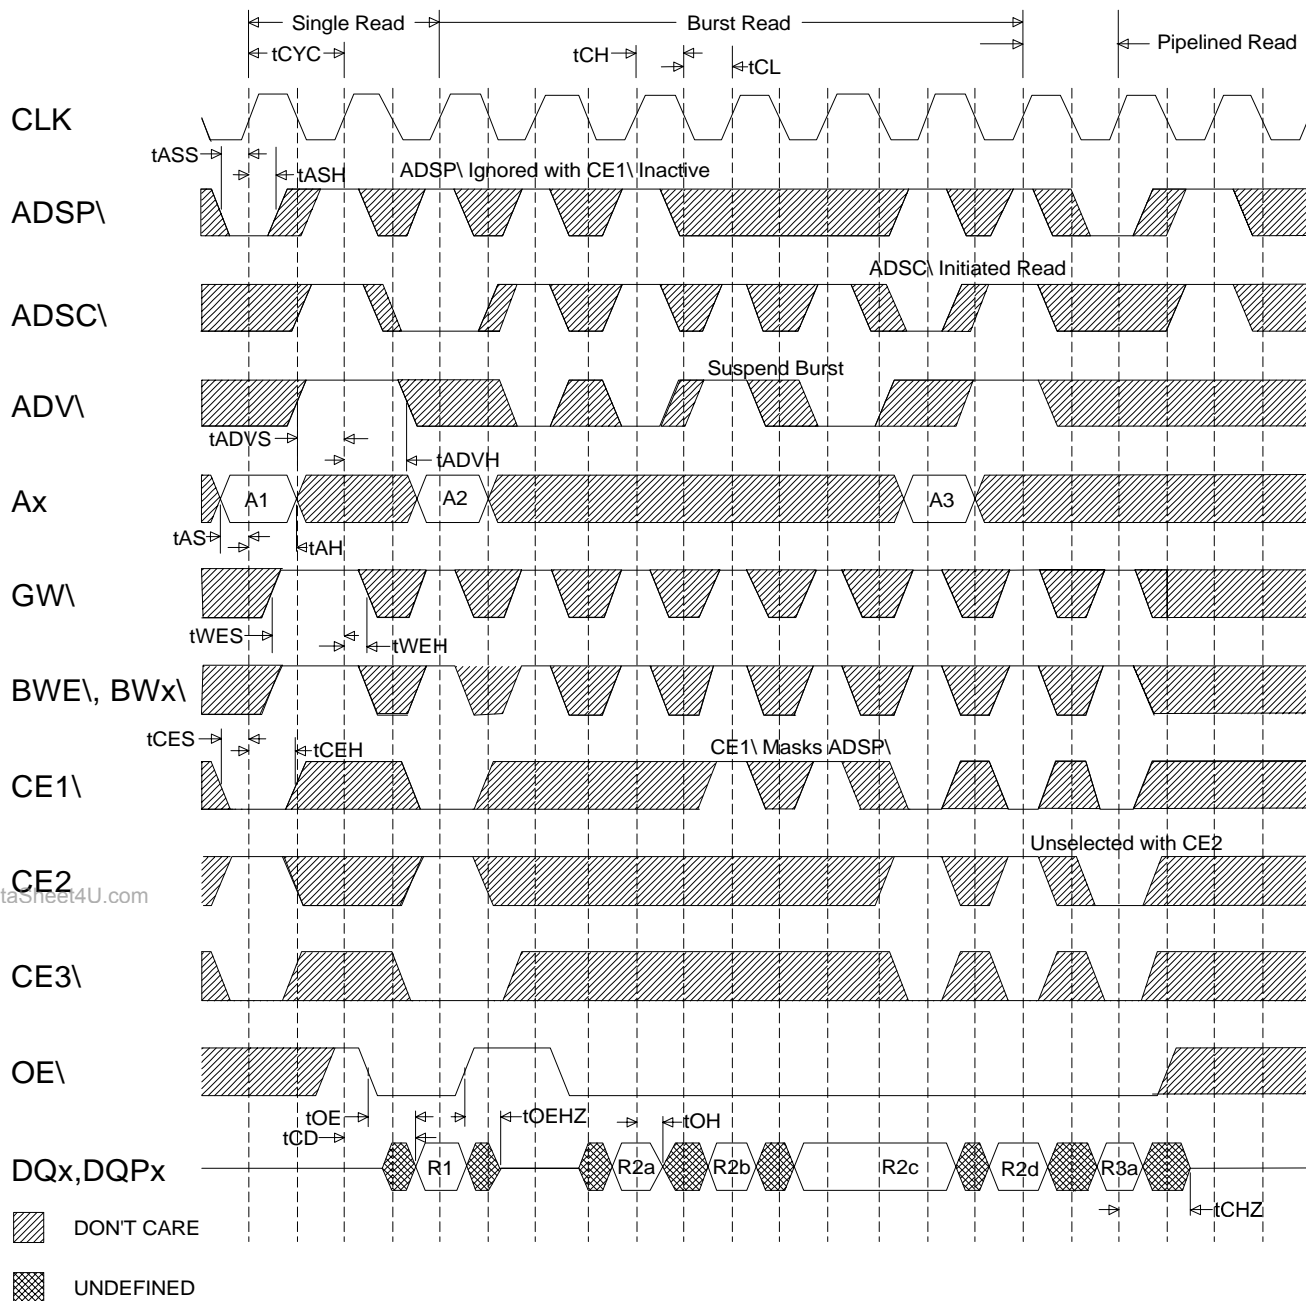 Single Read
Burst Read
Pipelined Read
tCYC
tCH
tCL
CLK
tASS
tASH
ADSP\ Ignored with CE1\ Inactive
ADSP\
ADSC\ Initiated Read
ADSC\
Suspend Burst
ADV\
tADVS
tADVH
Ax
A1
A2
A3
tAS
tAH
GW\
tWES
tWEH
BWE\, BWx\
tCES
tCEH
CE1\ Masks ADSP\
CE1\
Unselected with CE2
CE2
taSheet4U.com
CE3\
OE\
tOE
tOEHZ
tOH
tCD
DQx,DQPx
R1
R2a
R2b
R2c
R2d
R3a
tCHZ
DON'T CARE
UNDEFINED